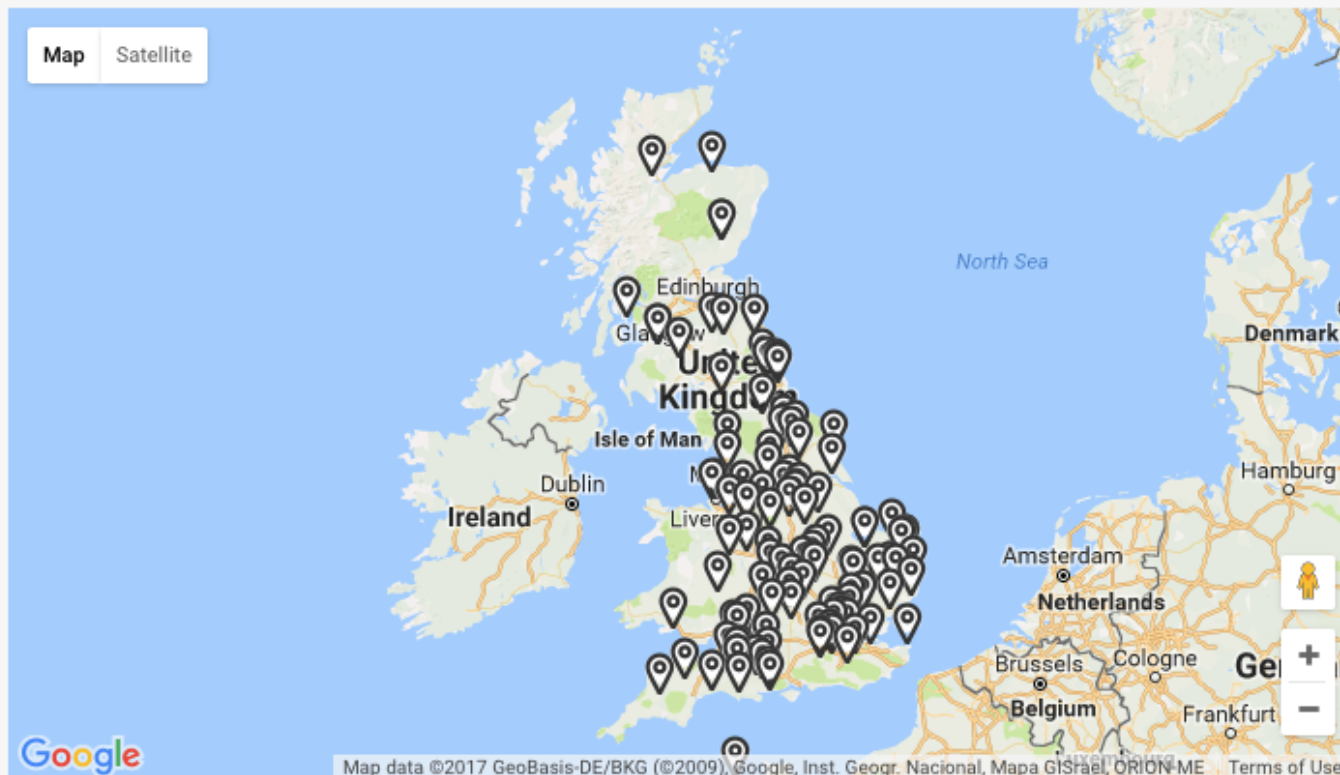 Map Satellite
North Sea
Edinburgh
Denmark
United
Kingdom
Isle of Man
Hamburg
Dublin
Ireland
Amsterdam
Netherlands
Brussels
Cologne
Belgium
Frankfurt
Google
Map data ©2017 GeoBasis-DE/BKG (©2009), Google, Inst. Geogr. Nacional, Mapa GISrael, ORION-ME Terms of Use